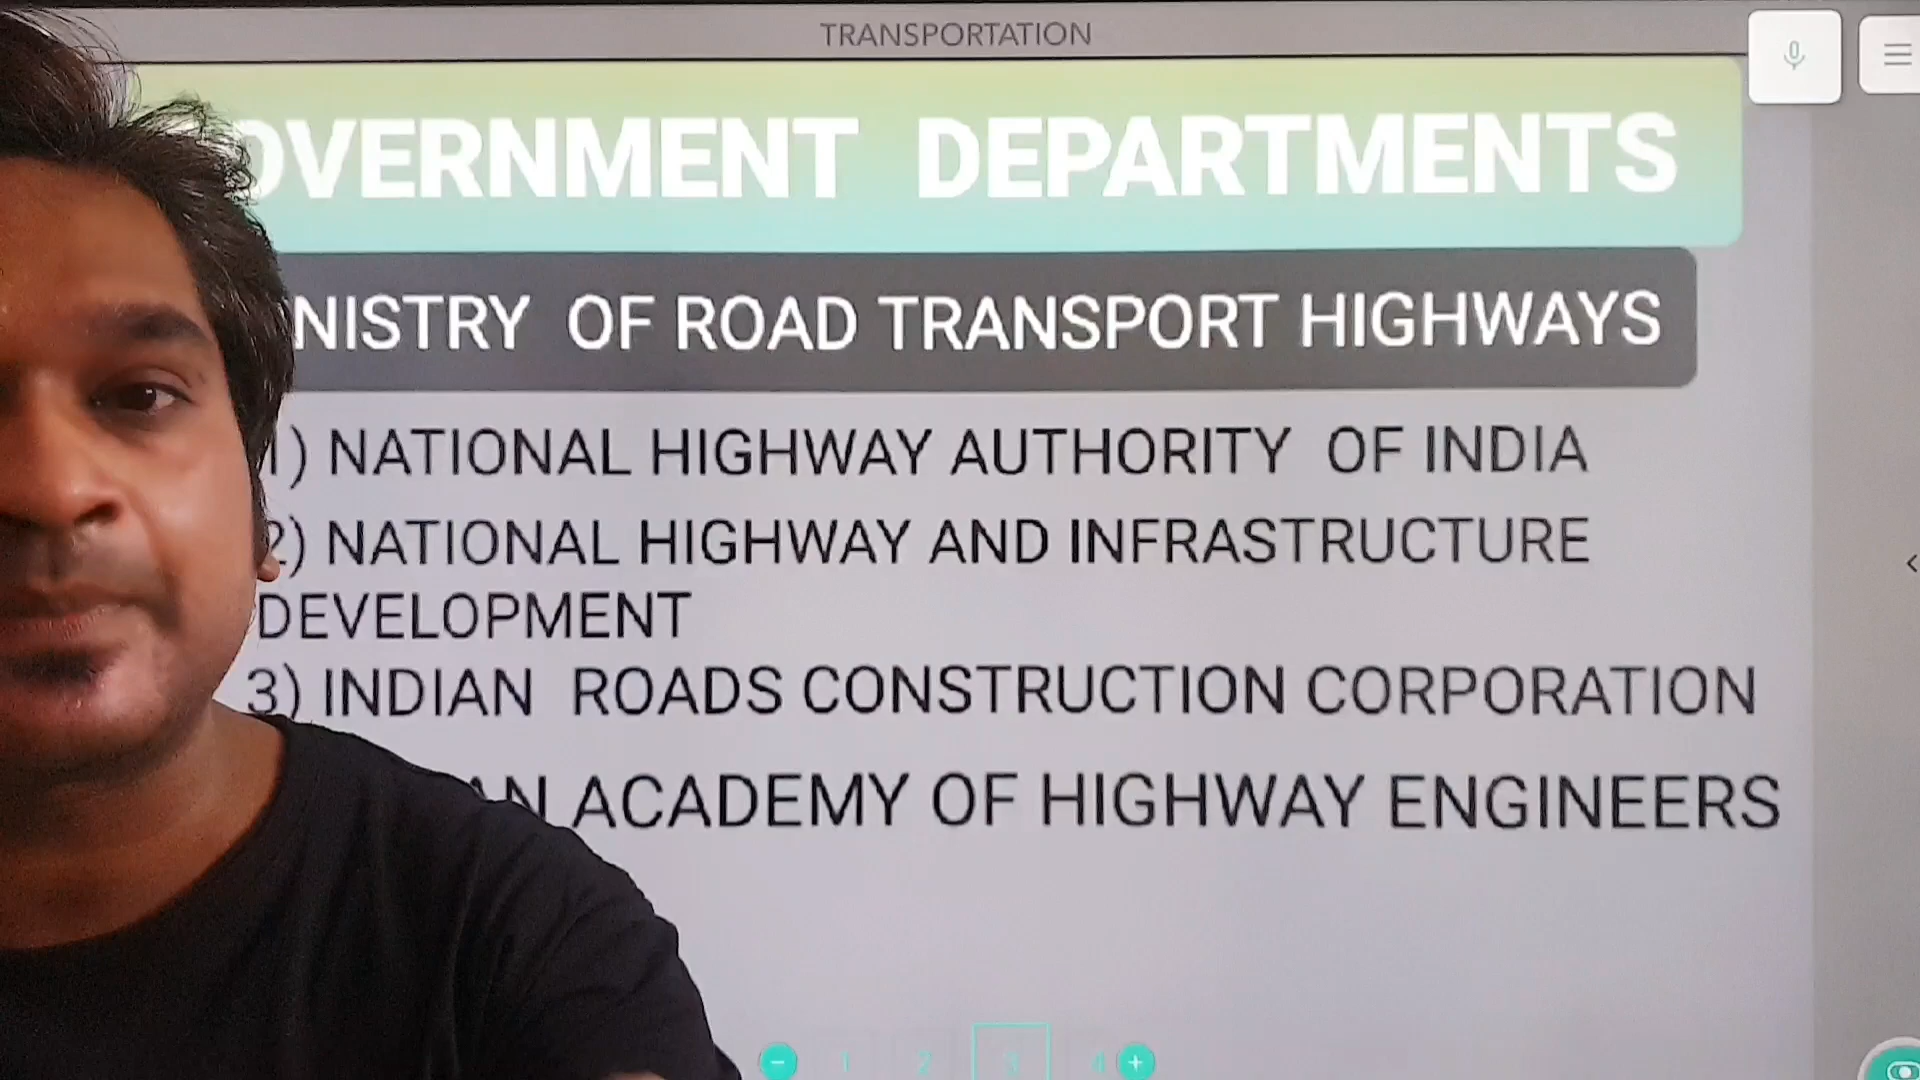 TRANSPORTATION
OVERNMENT DEPARTMENTS
NISTRY OF ROAD TRANSPORT HIGHWAYS
1) NATIONAL HIGHWAY AUTHORITY OF INDIA
2) NATIONAL HIGHWAY AND INFRASTRUCTURE
DEVELOPMENT
3) INDIAN ROADS CONSTRUCTION CORPORATION
AN ACADEMY OF HIGHWAY ENGINEERS
1 2 3 4